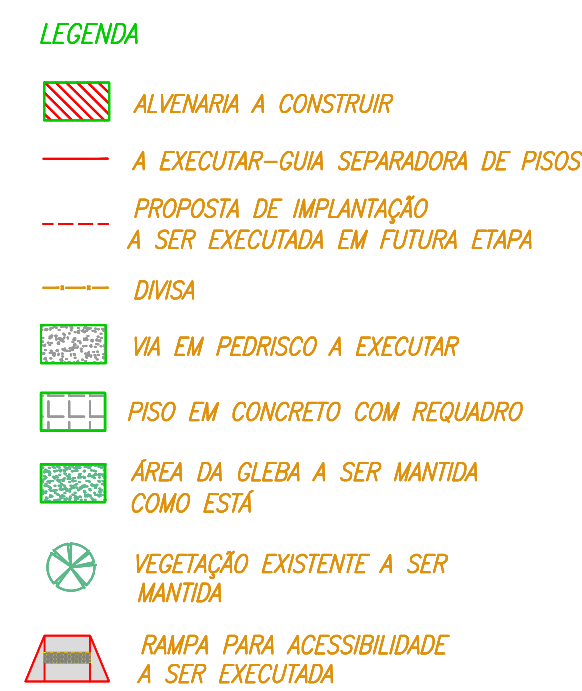 LEGENDA
ALVENARIA A CONSTRUIR
A EXECUTAR-GUIA SEPARADORA DE PISOS
PROPOSTA DE IMPLANTAÇÃO
A SER EXECUTADA EM FUTURA ETAPA
DIVISA
VIA EM PEDRISCO A EXECUTAR
PISO EM CONCRETO COM REQUADRO
ÁREA DA GLEBA A SER MANTIDA
COMO ESTÁ
VEGETAÇÃO EXISTENTE A SER
MANTIDA
RAMPA PARA ACESSIBILIDADE
A SER EXECUTADA